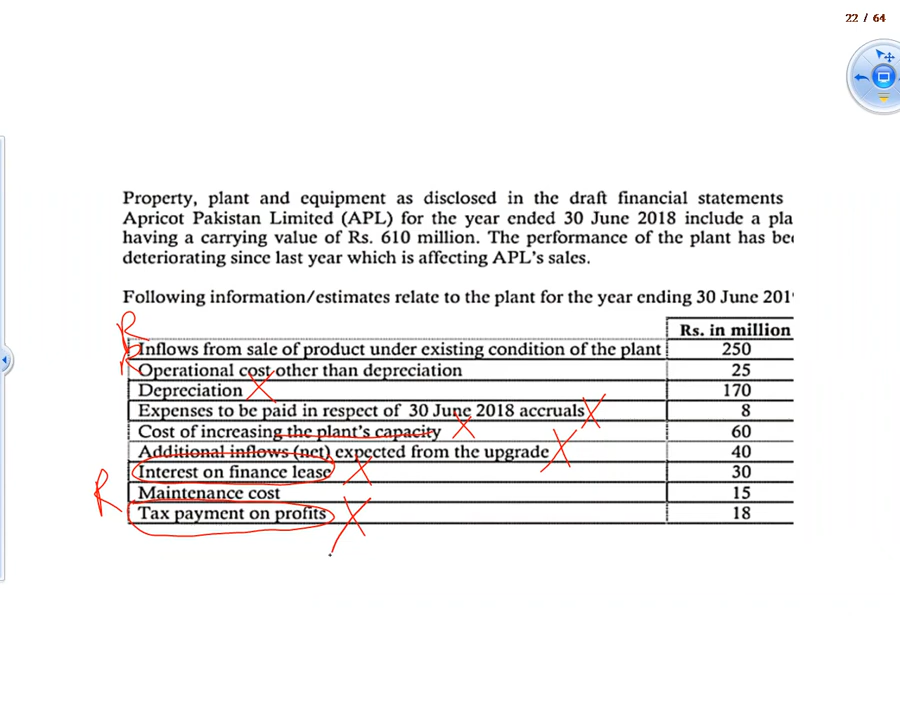 22 / 64
Property, plant and equipment as disclosed in the draft financial statements
Apricot Pakistan Limited (APL) for the year ended 30 June 2018 include a pla
having a carrying value of Rs. 610 million. The performance of the plant has be
deteriorating since last year which is affecting APL's sales.
Following information/estimates relate to the plant for the year ending 30 June 201
Rs. in million
R
Inflows from sale of product under existing condition of the plant 250
R Operational cost other than depreciation 25
Depreciation X 170
Expenses to be paid in respect of 30 June 2018 accruals X 8
Cost of increasing the plant's capacity X 60
Additional inflows (net) expected from the upgrade X 40
Interest on finance lease X 30
R Maintenance cost 15
Tax payment on profits X 18